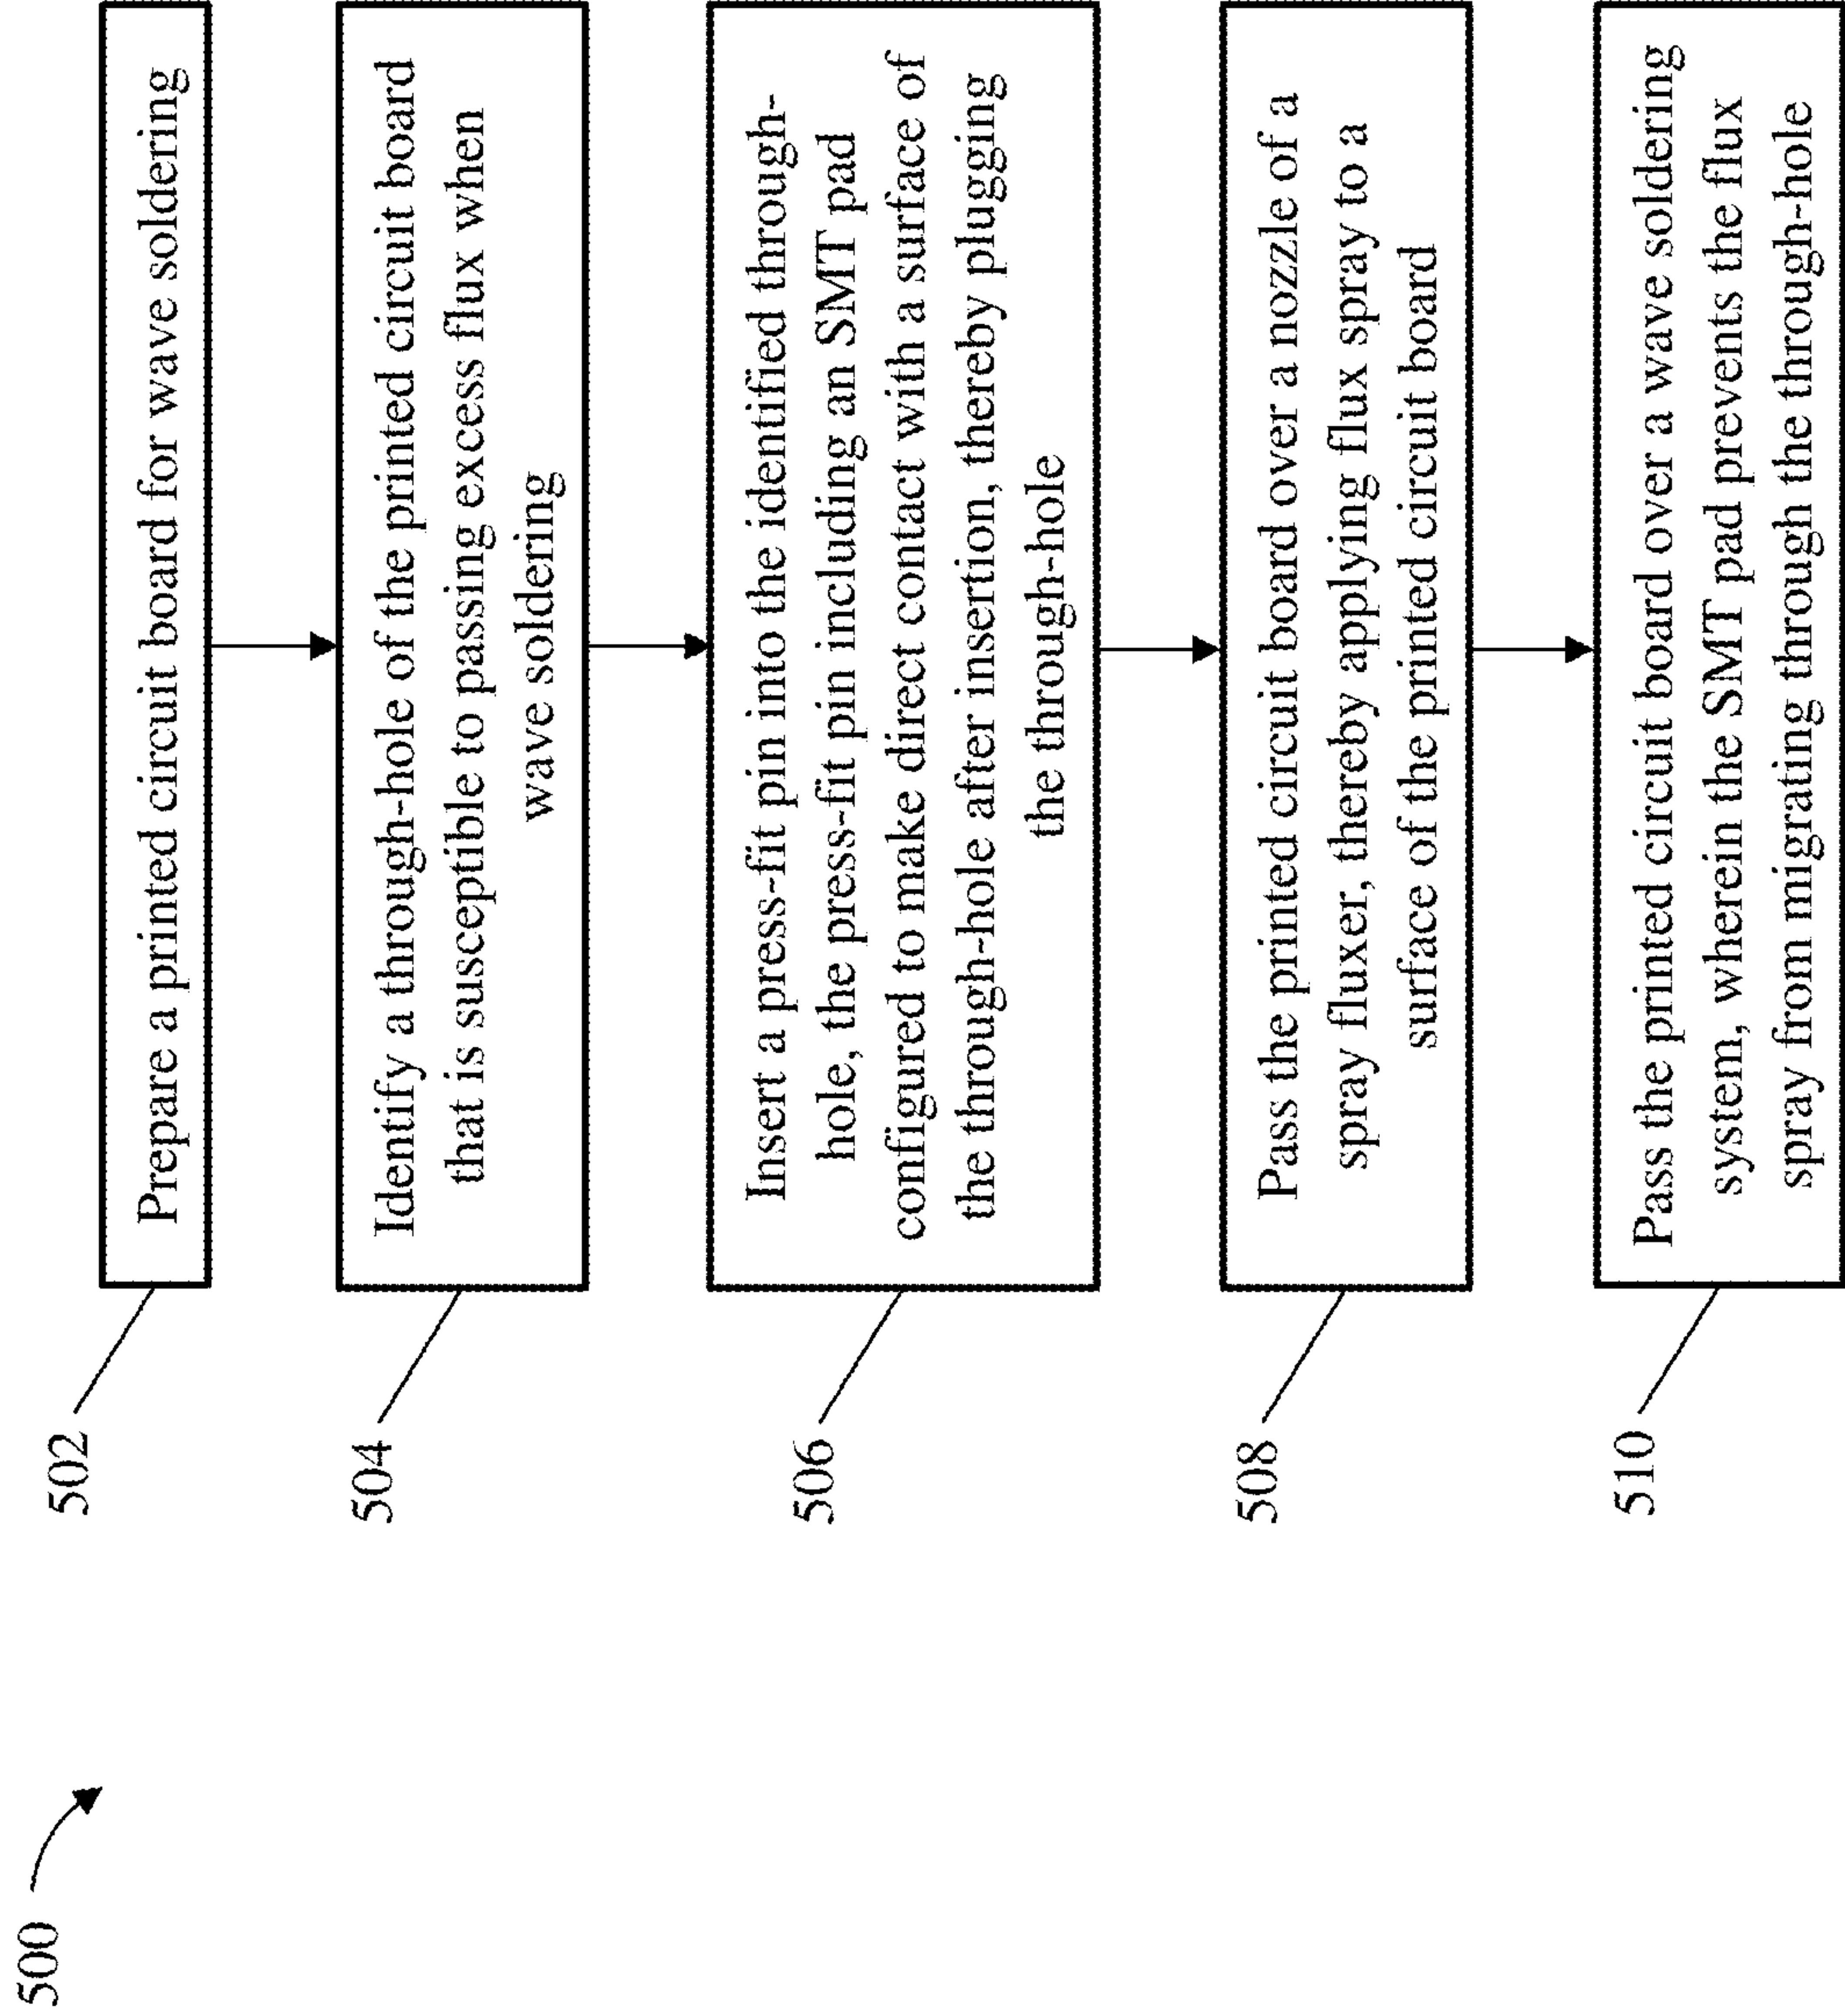 500
502
Prepare a printed circuit board for wave soldering
504
Identify a through-hole of the printed circuit board
that is susceptible to passing excess flux when
wave soldering
506
Insert a press-fit pin into the identified through-
hole, the press-fit pin including an SMT pad
configured to make direct contact with a surface of
the through-hole after insertion, thereby plugging
the through-hole
508
Pass the printed circuit board over a nozzle of a
spray fluxer, thereby applying flux spray to a
surface of the printed circuit board
510
Pass the printed circuit board over a wave soldering
system, wherein the SMT pad prevents the flux
spray from migrating through the through-hole